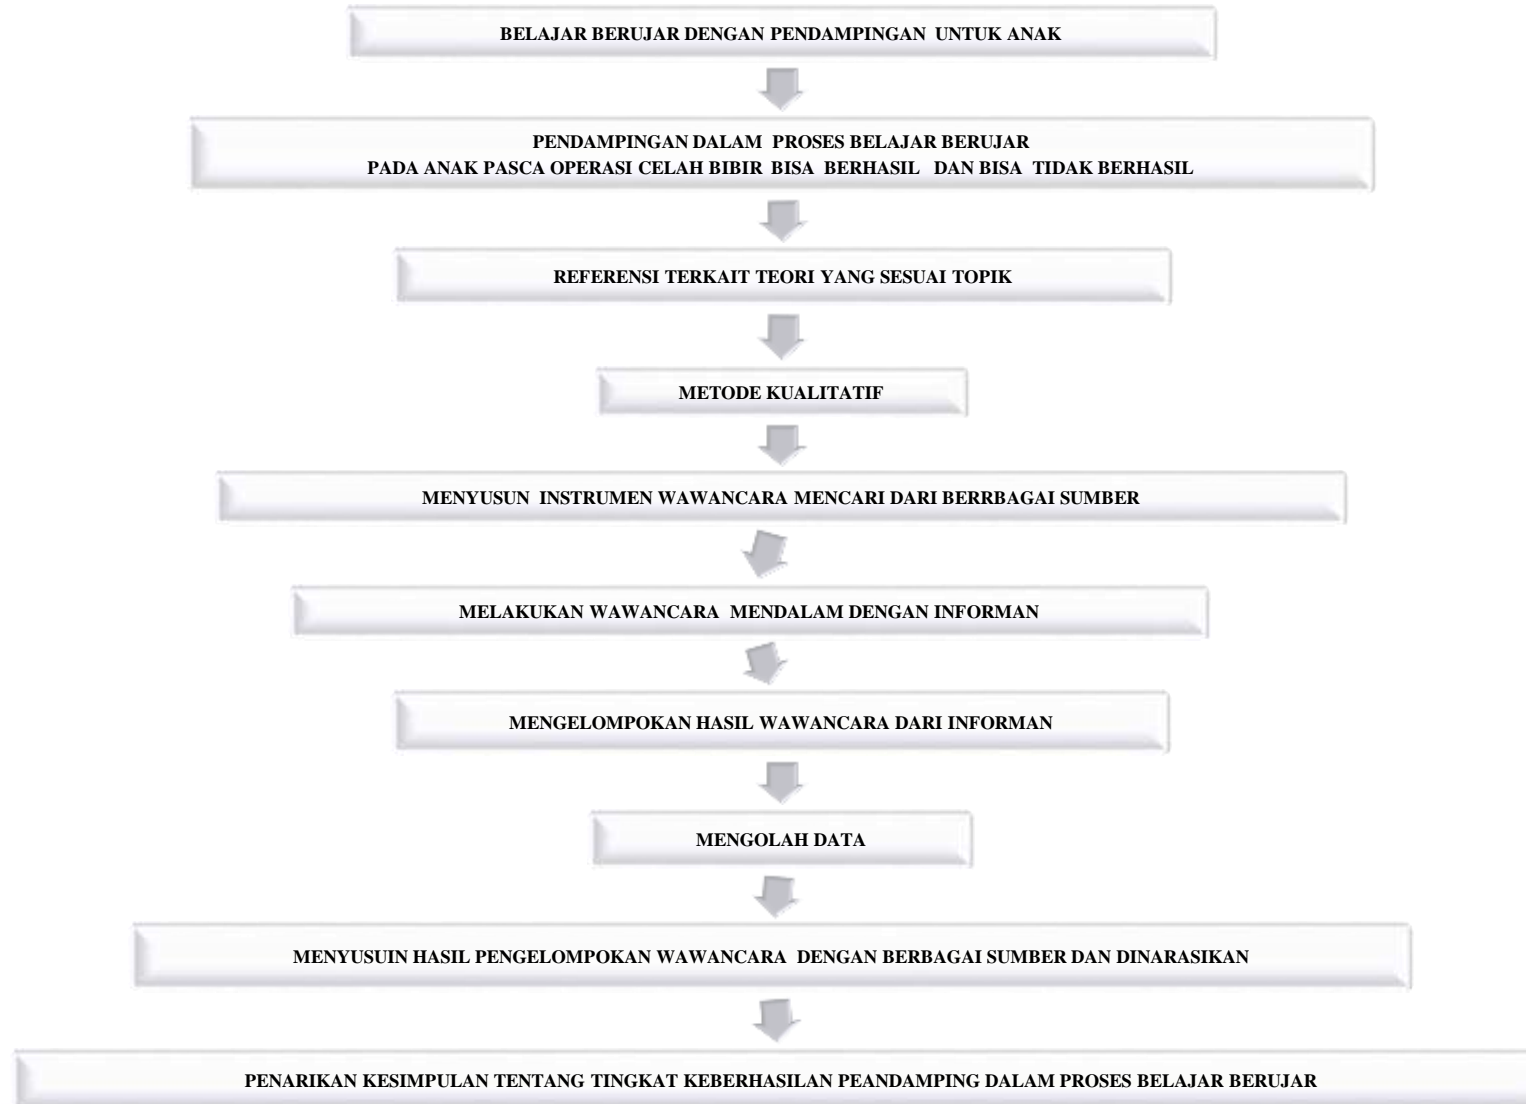 BELAJAR BERUJAR DENGAN PENDAMPINGAN UNTUK ANAK
PENDAMPINGAN DALAM PROSES BELAJAR BERUJAR
PADA ANAK PASCA OPERASI CELAH BIBIR BISA BERHASIL DAN BISA TIDAK BERHASIL
REFERENSI TERKAIT TEORI YANG SESUAI TOPIK
METODE KUALITATIF
MENYUSUN INSTRUMEN WAWANCARA MENCARI DARI BERRBAGAI SUMBER
MELAKUKAN WAWANCARA MENDALAM DENGAN INFORMAN
MENGELOMPOKAN HASIL WAWANCARA DARI INFORMAN
MENGOLAH DATA
MENYUSUIN HASIL PENGELOMPOKAN WAWANCARA DENGAN BERBAGAI SUMBER DAN DINARASIKAN
PENARIKAN KESIMPULAN TENTANG TINGKAT KEBERHASILAN PEANDAMPING DALAM PROSES BELAJAR BERUJAR